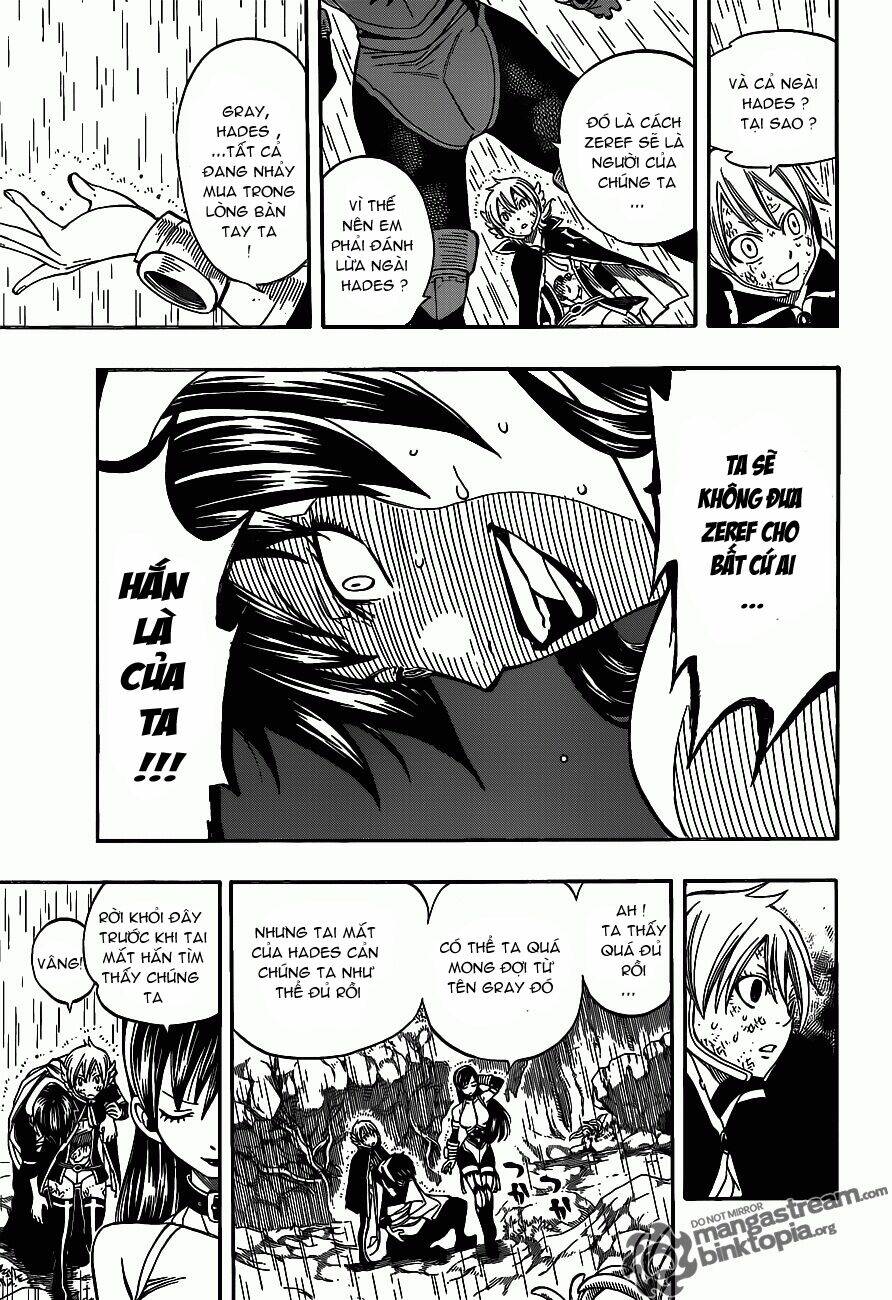 VÀ CẢ NGÀI
HADES ?
TẠI SAO ?
ĐÓ LÀ CÁCH
ZEREF SẼ LÀ
NGƯỜI CỦA
CHÚNG TA
...
VÌ THẾ
NÊN EM
PHẢI ĐÁNH
LỪA NGÀI
HADES ?
GRAY,
HADES ,
...TẤT CẢ
ĐANG NHẢY
MUA TRONG
LÒNG BÀN
TAY TA
!
TA SẼ
KHÔNG ĐƯA
ZEREF CHO
BẤT CỨ AI
...
HẮN
LÀ
CỦA
TA
!!!
AH !
TA THẤY
QUÁ ĐỦ
RỒI
...
CÓ THỂ TA QUÁ
MONG ĐỢI TỪ
TÊN GRAY ĐÓ
NHƯNG TAI MẮT
CỦA HADES CẢN
CHÚNG TA NHƯ
THẾ ĐỦ RỒI
RỜI KHỎI ĐÂY
TRƯỚC KHI TAI
MẮT HẮN TÌM
THẤY CHÚNG
TA
VÂNG!
DO NOT MIRROR
mangastream.com
binktopia.org